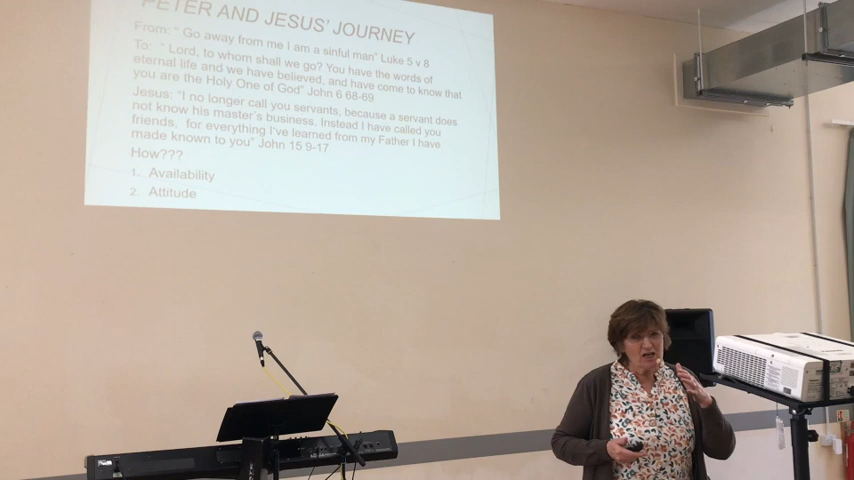 PETER AND JESUS' JOURNEY
From: “ Go away from me I am a sinful man” Luke 5 v 8
To: “ Lord, to whom shall we go? You have the words of
eternal life and we have believed, and have come to know that
you are the Holy One of God” John 6 68-69
Jesus: “I no longer call you servants, because a servant does
not know his master´s business. Instead I have called you
friends, for everything I‘ve learned from my Father I have
made known to you” John 15 9-17
How???
1. Availability
2. Attitude